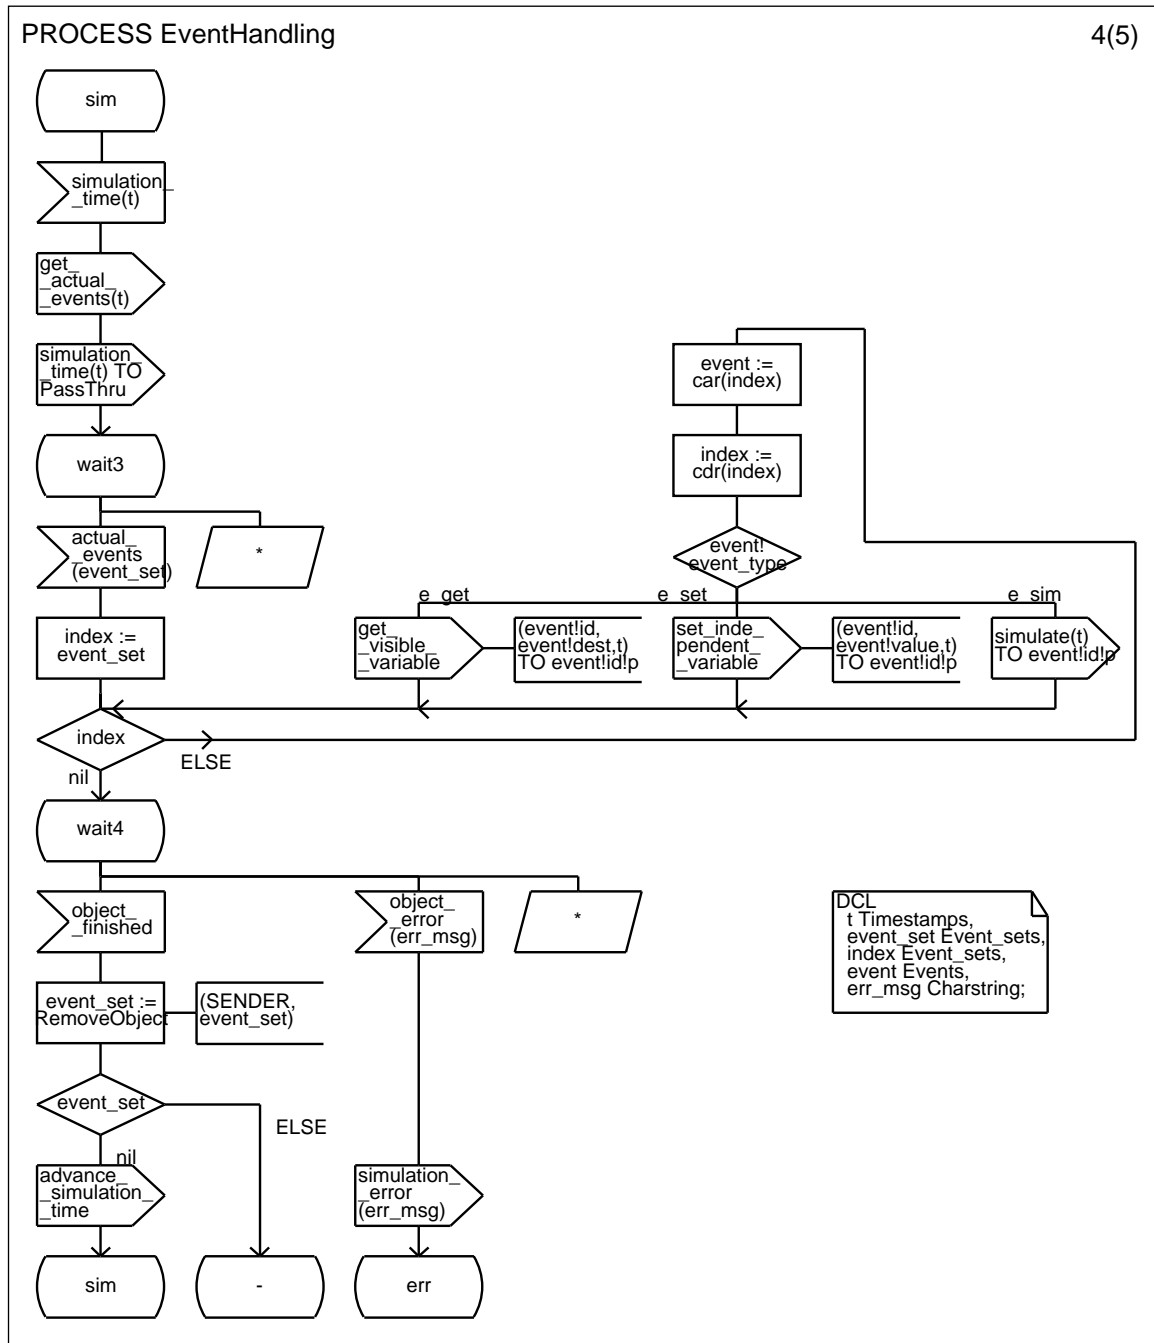 PROCESS EventHandling
4(5)
sim
simulation_
_time(t)
get_
_actual_
_events(t)
simulation_
_time(t) TO
PassThru
wait3
actual_
_events
(event_set)
*
index :=
event_set
event :=
car(index)
index :=
cdr(index)
event!
event_type
e_get
e_set
e_sim
get_
_visible_
_variable
(event!id,
event!dest,t)
TO event!id!p
set_inde_
_pendent_
_variable
(event!id,
event!value,t)
TO event!id!p
simulate(t)
TO event!id!p
index
ELSE
nil
wait4
object_
_finished
object_
_error
(err_msg)
*
DCL
t Timestamps,
event_set Event_sets,
index Event_sets,
event Events,
err_msg Charstring;
event_set :=
RemoveObject
(SENDER,
event_set)
event_set
ELSE
nil
advance_
_simulation_
_time
simulation_
_error
(err_msg)
sim
-
err